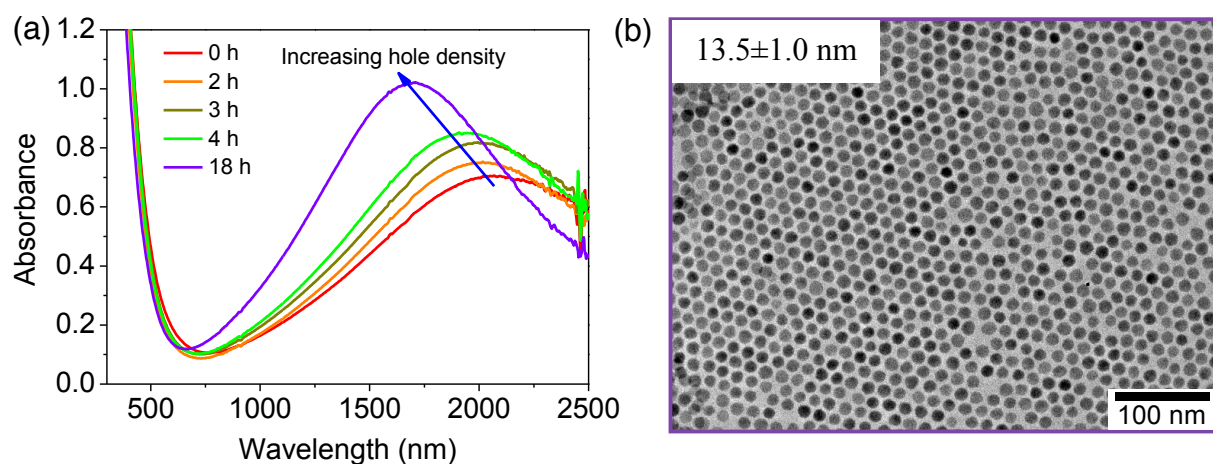 (a)
1.2
1.0
0.8
0.6
0.4
0.2
0.0
Absorbance
0 h
2 h
3 h
4 h
18 h
Increasing hole density
500 1000 1500 2000 2500
Wavelength (nm)
(b)
13.5±1.0 nm
100 nm